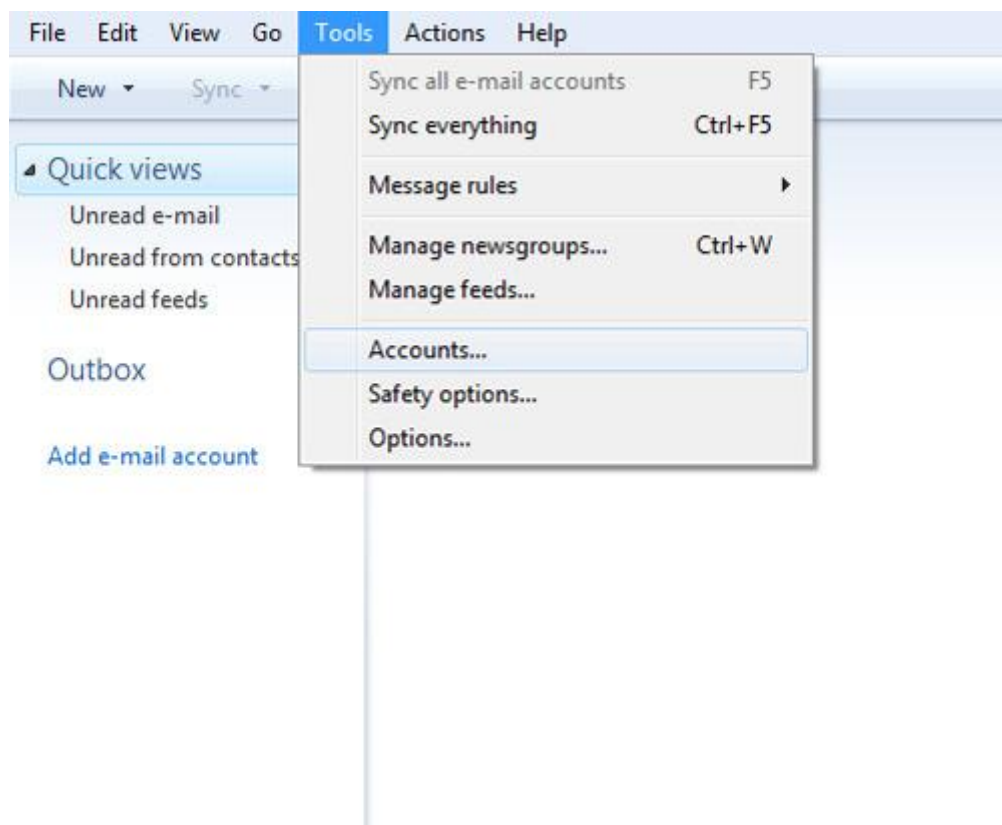 File Edit View Go Tools Actions Help
New Sync
Sync all e-mail accounts F5
Sync everything Ctrl+F5
Message rules
Manage newsgroups... Ctrl+W
Manage feeds...
Accounts...
Safety options...
Options...
Quick views
Unread e-mail
Unread from contacts
Unread feeds
Outbox
Add e-mail account